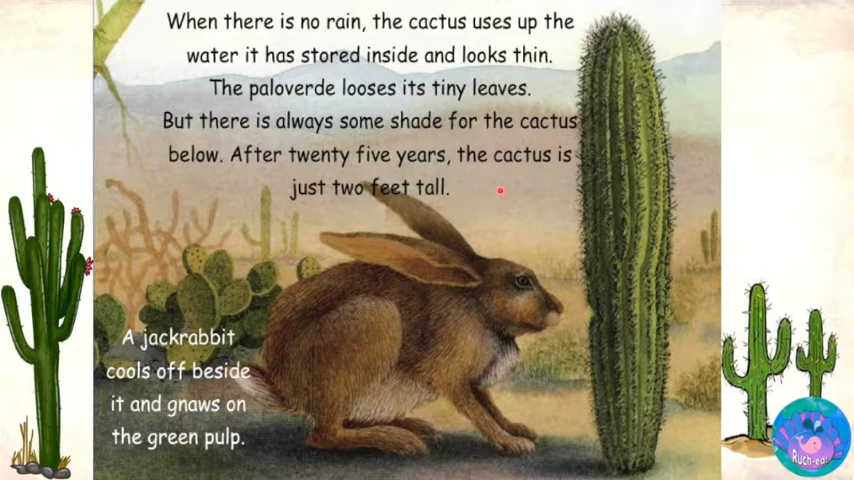 When there is no rain, the cactus uses up the
water it has stored inside and looks thin.
The paloverde looses its tiny leaves.
But there is always some shade for the cactus
below. After twenty five years, the cactus is
just two feet tall.
A jackrabbit
cools off beside
it and gnaws on
the green pulp.
Ruch-ed!